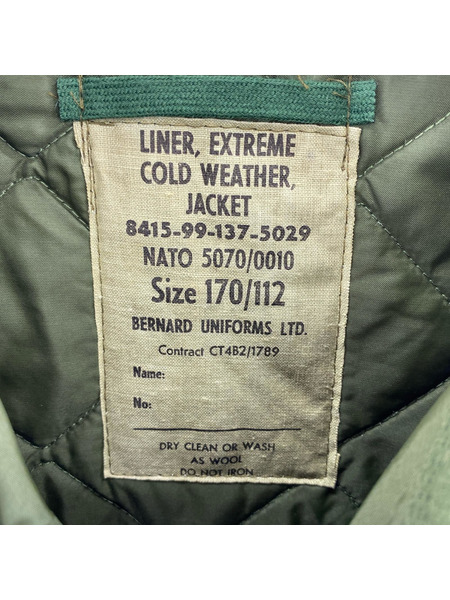 LINER, EXTREME
COLD WEATHER,
JACKET
8415-99-137-5029
NATO 5070/0010
Size 170/112
BERNARD UNIFORMS LTD.
Contract CT4B2/1789
Name:
No:
DRY CLEAN OR WASH
AS WOOL
DO NOT IRON